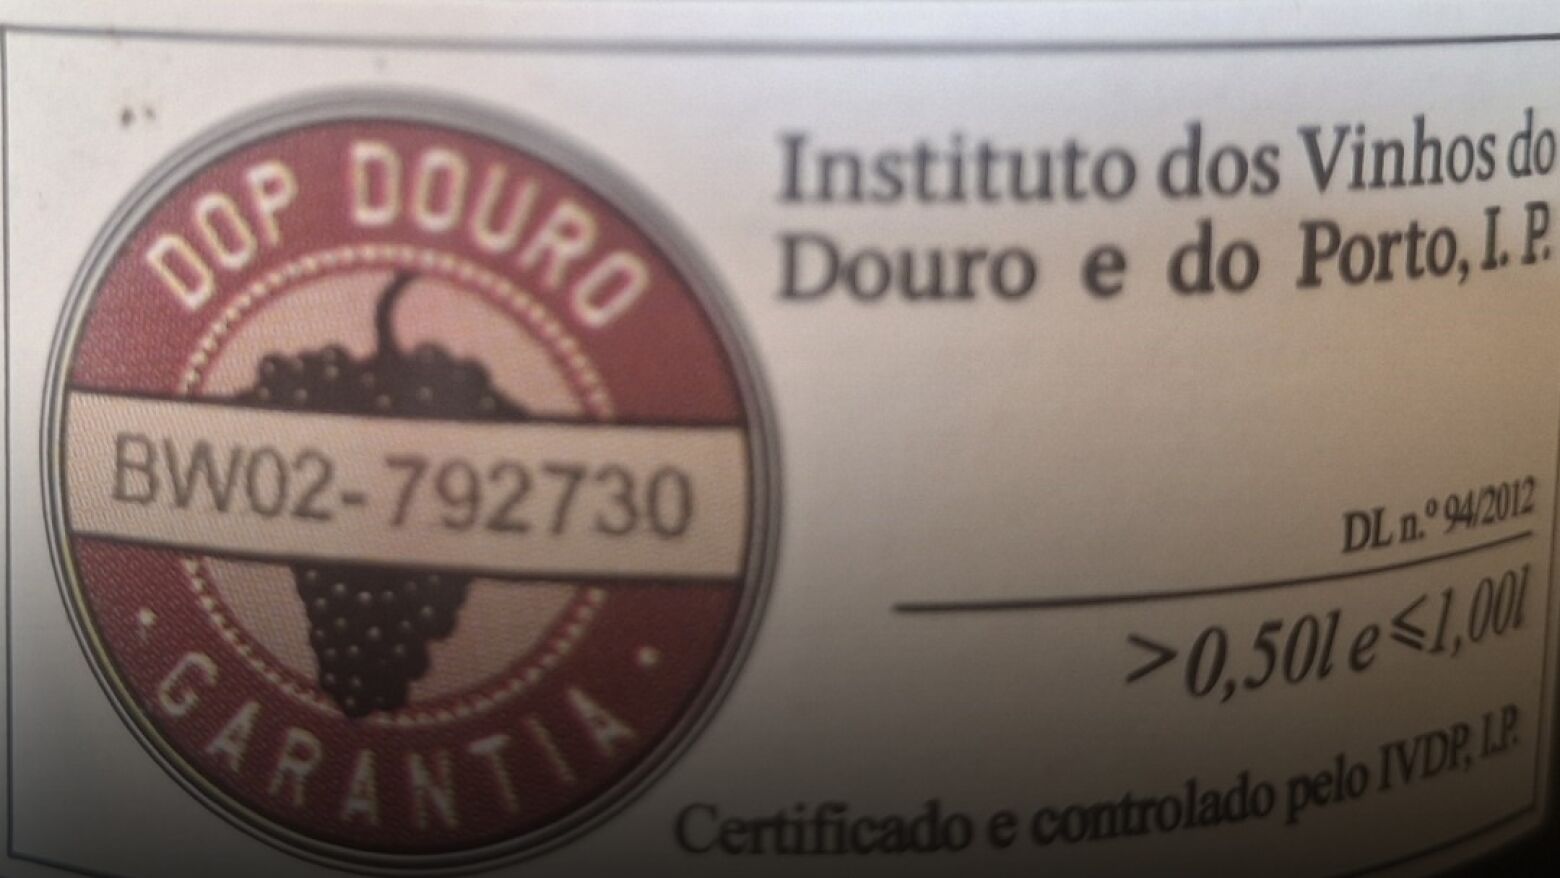 DOP DOURO
BW02-792730
GARANTIA
Instituto dos Vinhos do
Douro e do Porto, I. P.
DL n.º 94/2012
>0,50l e ≤1,00l
Certificado e controlado pelo IVDP, I.P.